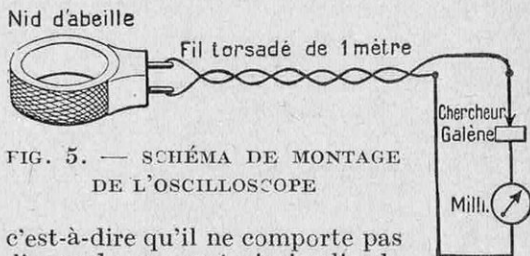 Nid d'abeille
Fil torsadé de 1 mètre
Chercheur
Galène
Milli.
FIG. 5. — SCHÉMA DE MONTAGE
DE L'OSCILLOSCOPE
c'est-à-dire qu'il ne comporte pas